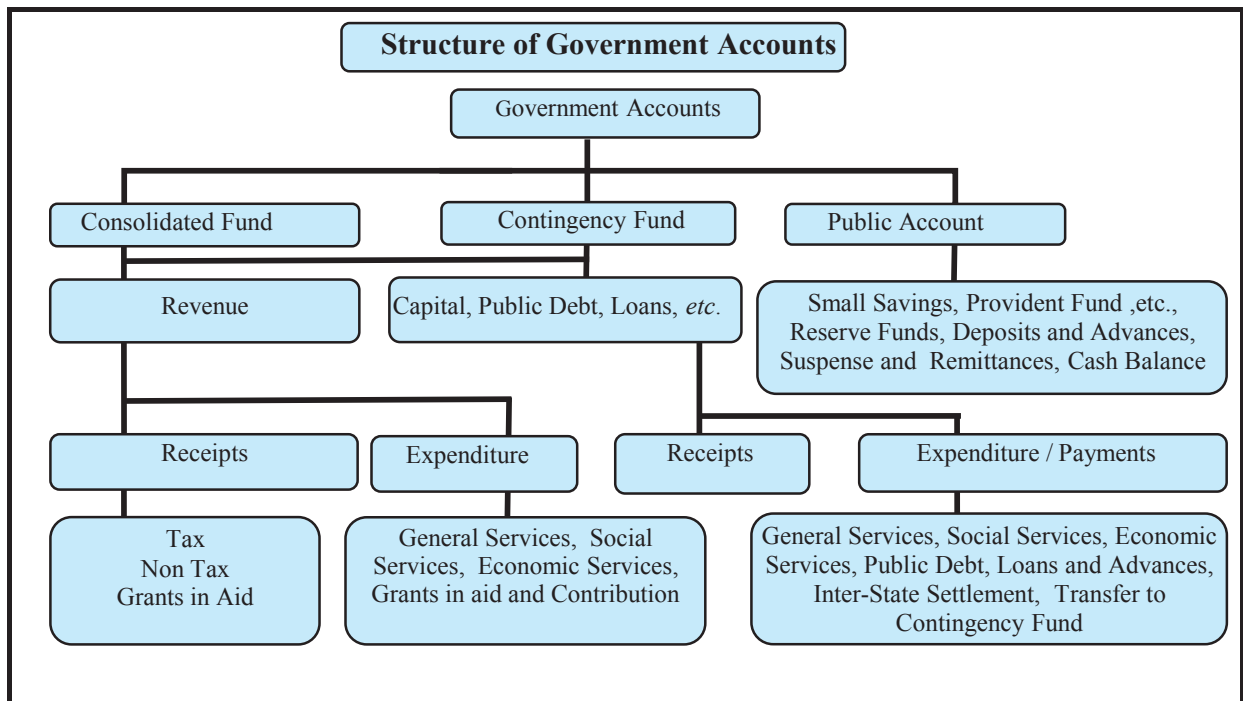 Structure of Government Accounts
Government Accounts
Consolidated Fund
Contingency Fund
Public Account
Revenue
Capital, Public Debt, Loans, etc.
Small Savings, Provident Fund ,etc.,
Reserve Funds, Deposits and Advances,
Suspense and Remittances, Cash Balance
Receipts
Expenditure
Receipts
Expenditure / Payments
Tax
Non Tax
Grants in Aid
General Services, Social
Services, Economic Services,
Grants in aid and Contribution
General Services, Social Services, Economic
Services, Public Debt, Loans and Advances,
Inter-State Settlement, Transfer to
Contingency Fund